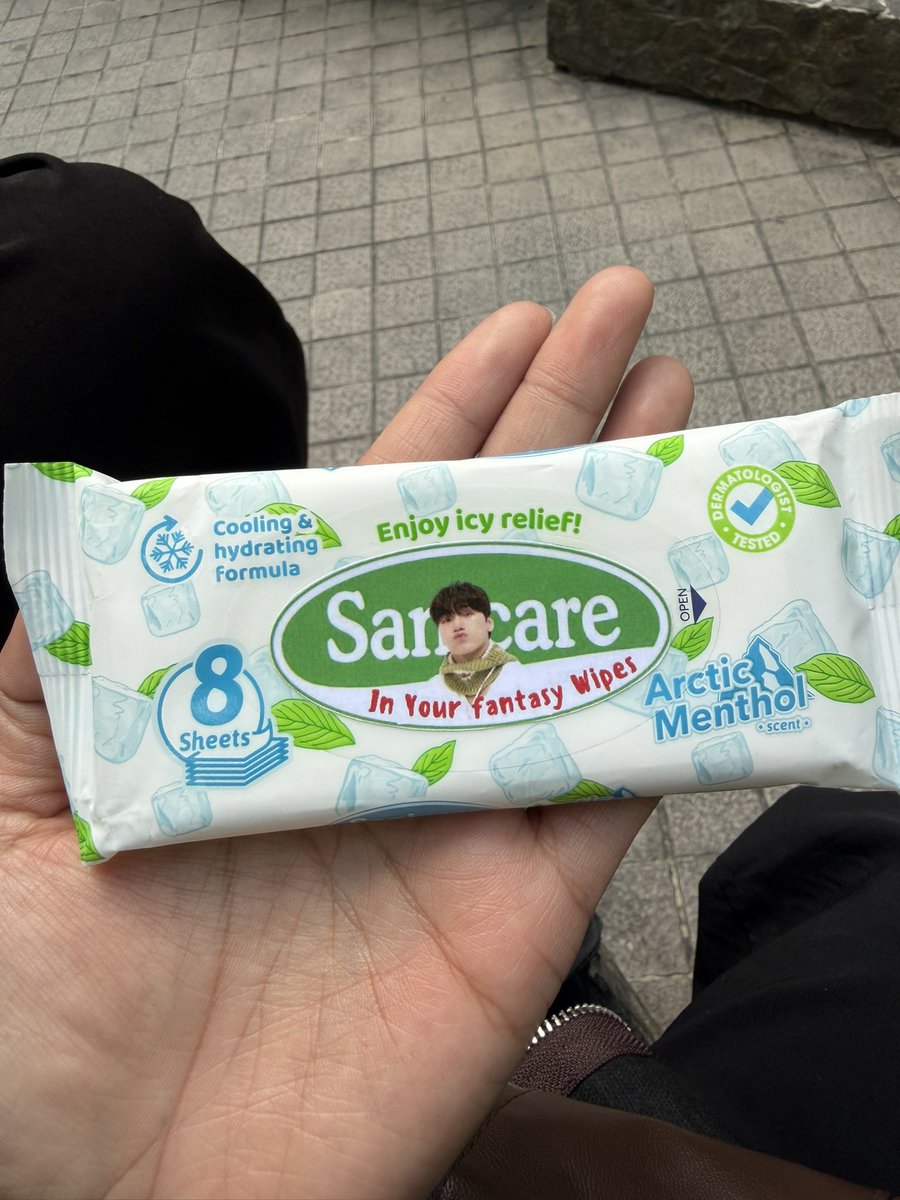 Cooling &
hydrating
formula
Enjoy icy relief!
DERMATOLOGIST
TESTED
OPEN
San care
In Your fantasy Wipes
8
Sheets
Arctic
Menthol
scent